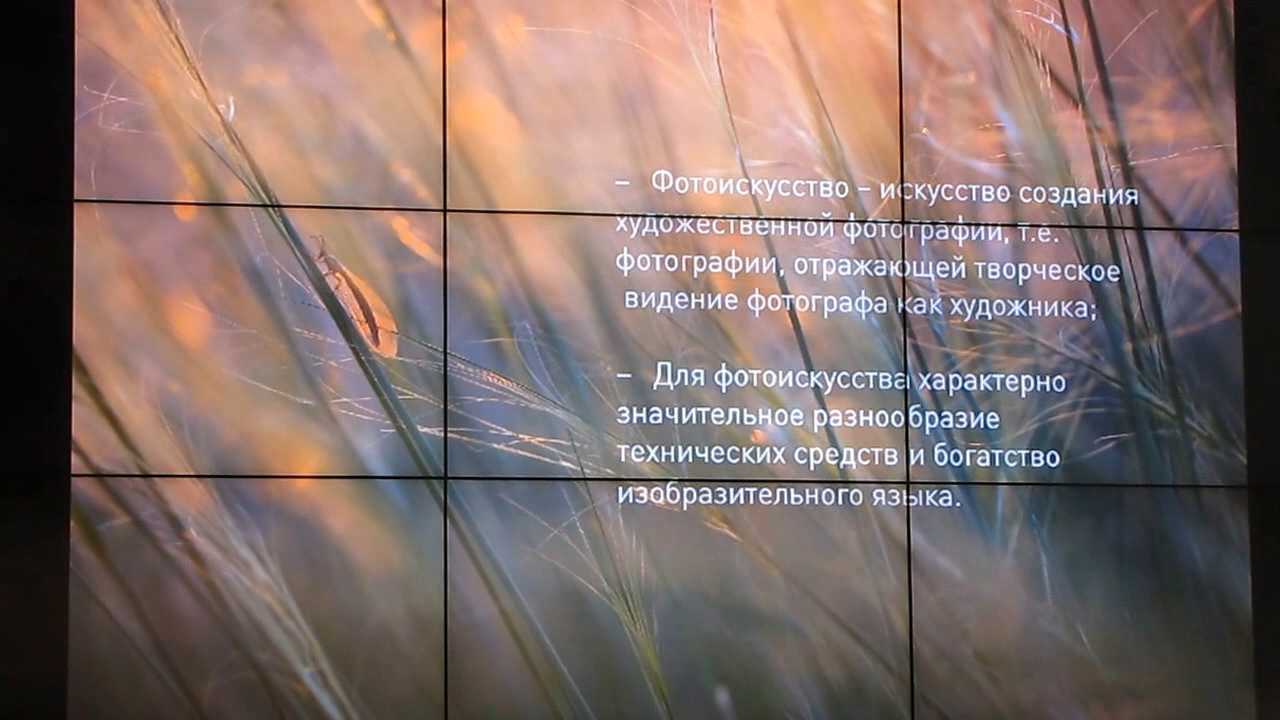 – Фотоискусство – искусство создания
художественной фотографии, т.е.
фотографии, отражающей творческое
видение фотографа как художника;
– Для фотоискусства характерно
значительное разнообразие
технических средств и богатство
изобразительного языка.